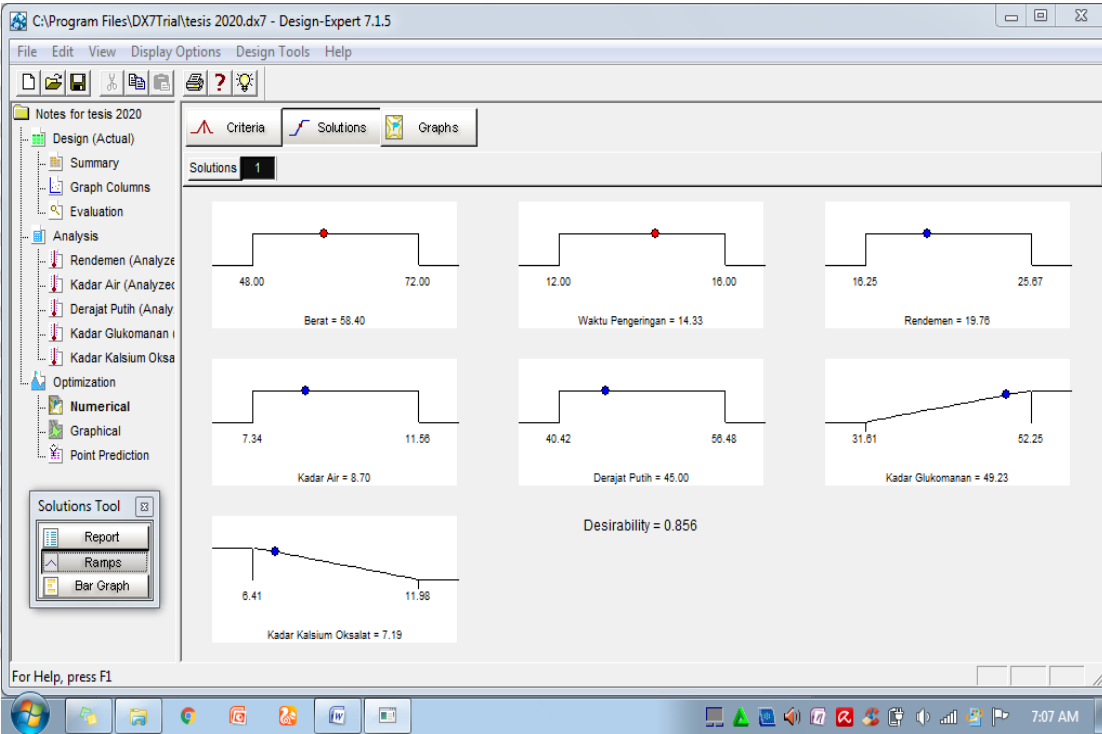 C:\Program Files\DX7Trial\tesis 2020.dx7 - Design-Expert 7.1.5
File Edit View Display Options Design Tools Help
Notes for tesis 2020
Design (Actual)
Summary
Graph Columns
Evaluation
Analysis
Rendemen (Analyze
Kadar Air (Analyzed
Derajat Putih (Analy
Kadar Glukomanan (
Kadar Kalsium Oksa
Optimization
Numerical
Graphical
Point Prediction
Solutions Tool
Report
Ramps
Bar Graph
Criteria Solutions Graphs
Solutions 1
48.00 72.00
Berat = 58.40
12.00 16.00
Waktu Pengeringan = 14.33
16.25 25.67
Rendemen = 19.76
7.34 11.56
Kadar Air = 8.70
40.42 56.48
Derajat Putih = 45.00
31.61 52.25
Kadar Glukomanan = 49.23
6.41 11.98
Kadar Kalsium Oksalat = 7.19
Desirability = 0.856
For Help, press F1
7:07 AM